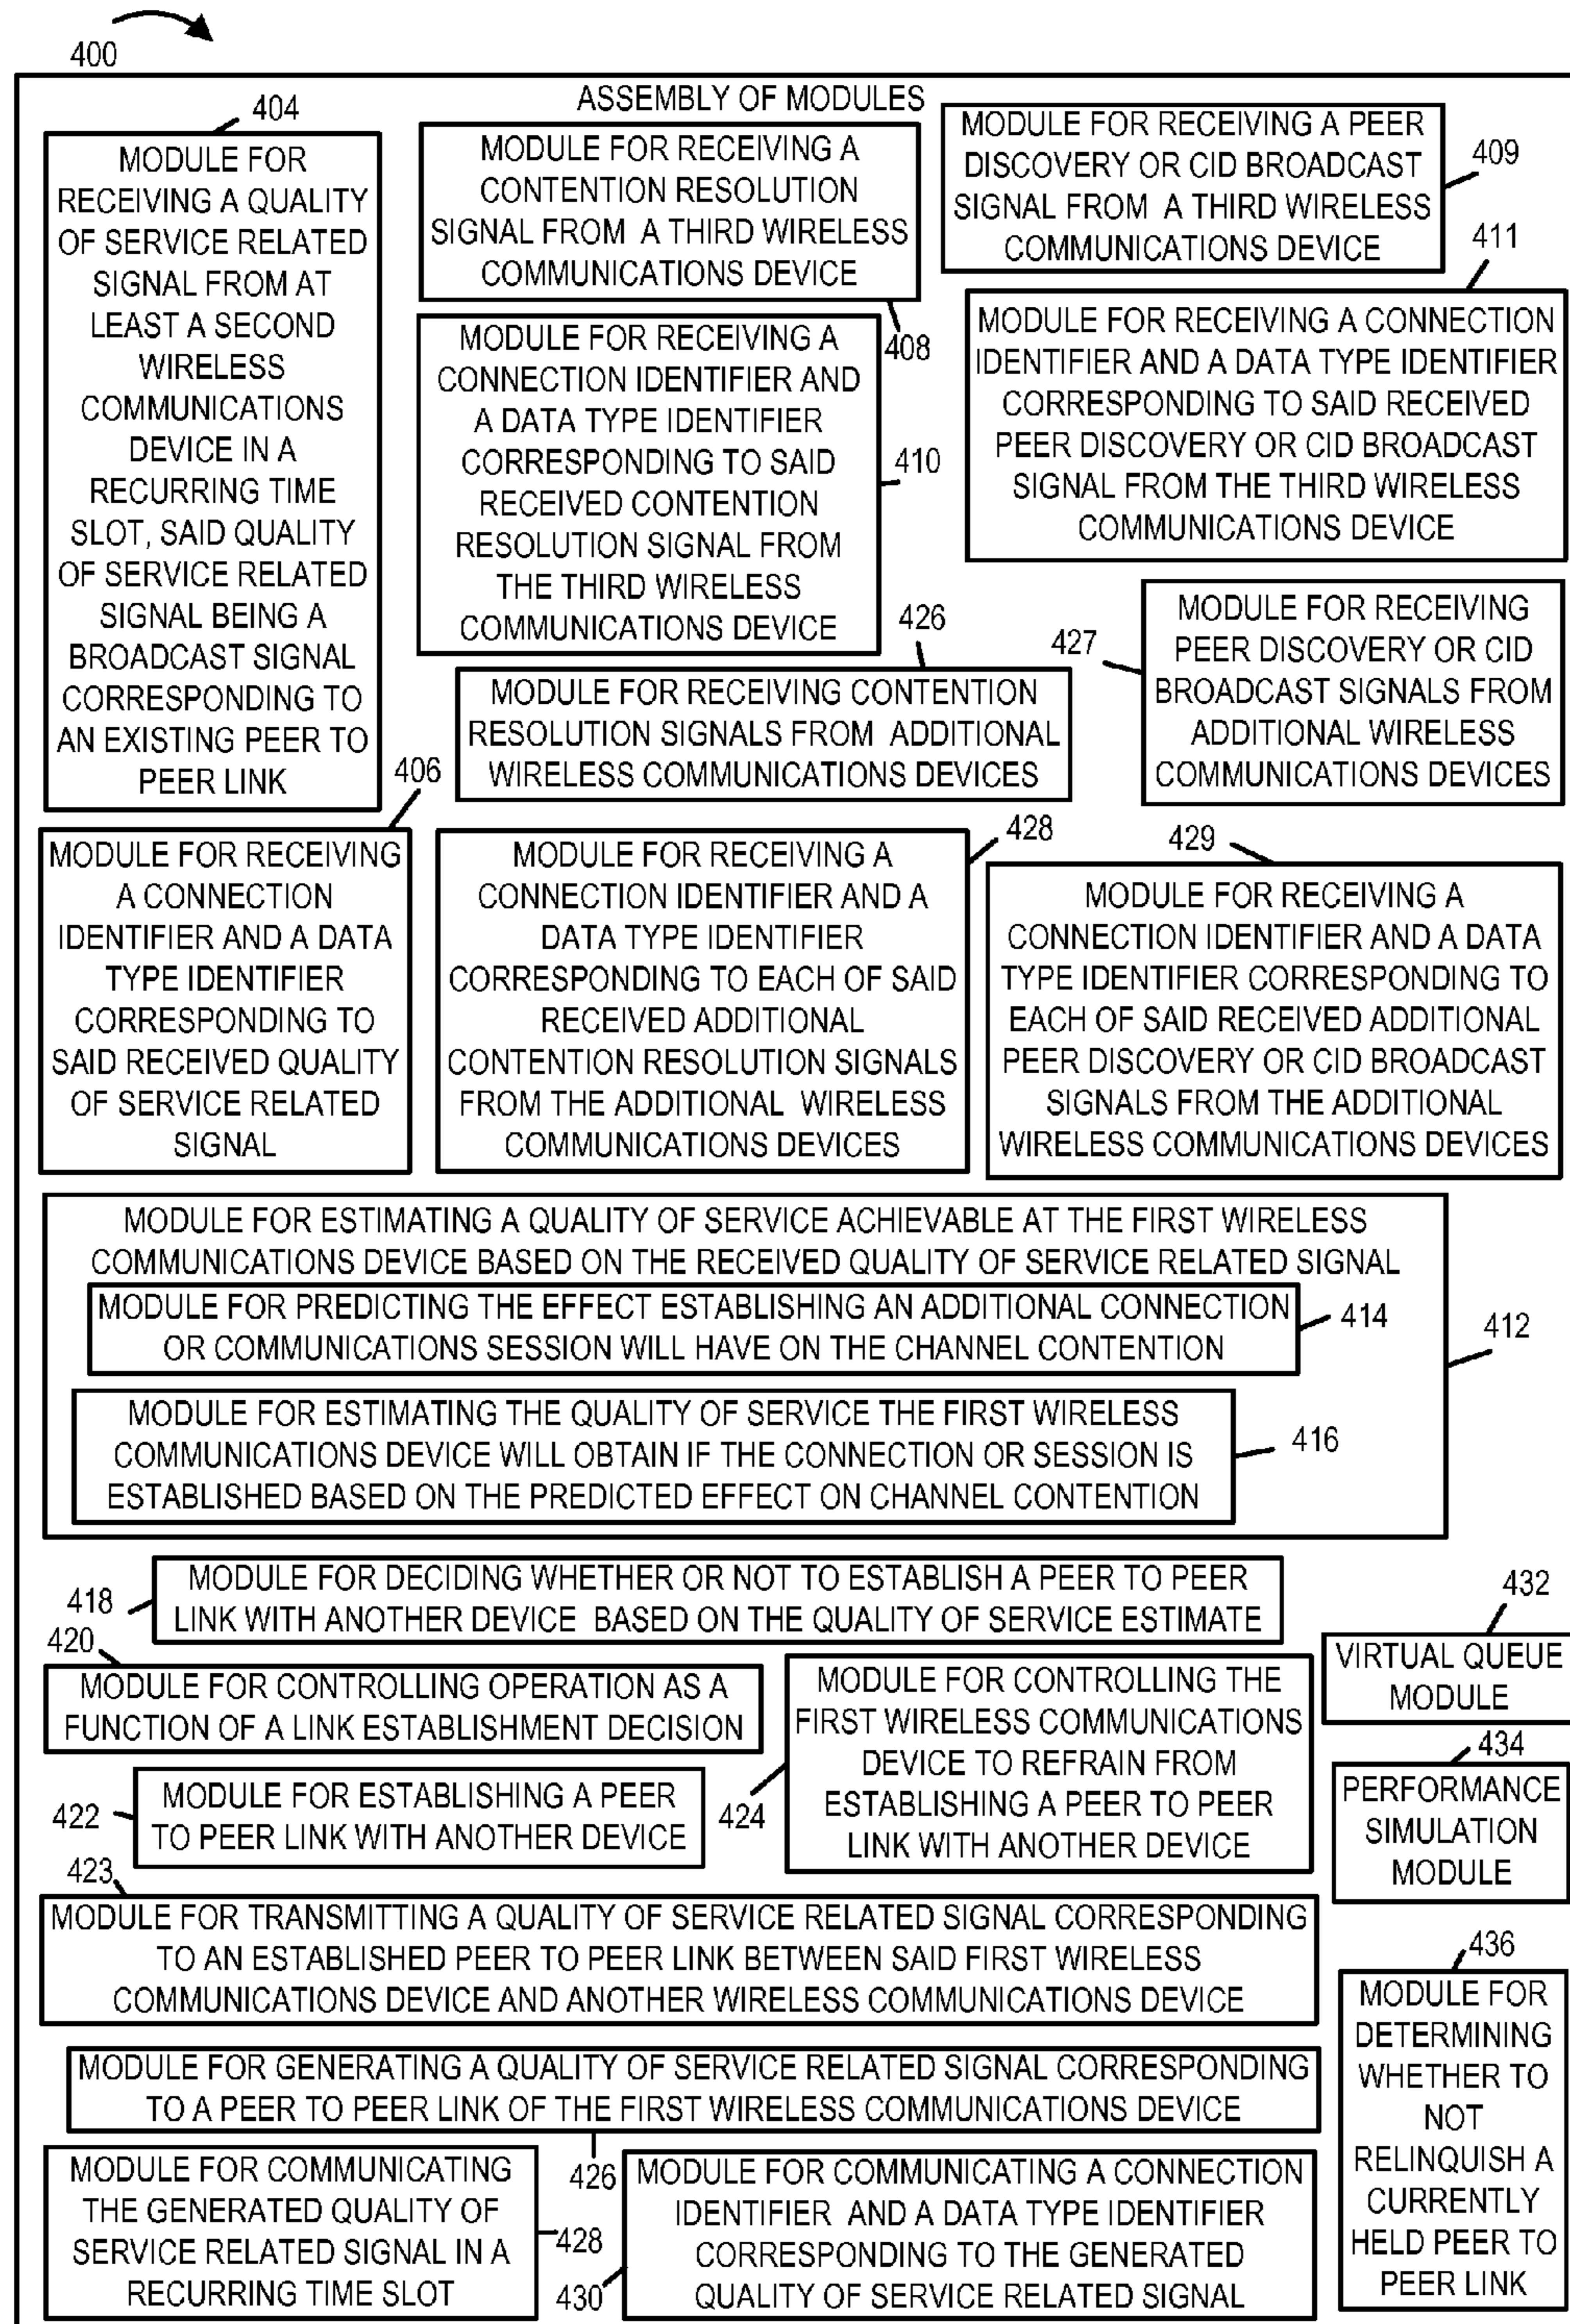 400
ASSEMBLY OF MODULES
404
MODULE FOR
RECEIVING A QUALITY
OF SERVICE RELATED
SIGNAL FROM AT
LEAST A SECOND
WIRELESS
COMMUNICATIONS
DEVICE IN A
RECURRING TIME
SLOT, SAID QUALITY
OF SERVICE RELATED
SIGNAL BEING A
BROADCAST SIGNAL
CORRESPONDING TO
AN EXISTING PEER TO
PEER LINK
MODULE FOR RECEIVING A
CONTENTION RESOLUTION
SIGNAL FROM A THIRD WIRELESS
COMMUNICATIONS DEVICE
408
MODULE FOR RECEIVING A PEER
DISCOVERY OR CID BROADCAST
SIGNAL FROM A THIRD WIRELESS
COMMUNICATIONS DEVICE
409
411
MODULE FOR RECEIVING A
CONNECTION IDENTIFIER AND
A DATA TYPE IDENTIFIER
CORRESPONDING TO SAID
RECEIVED CONTENTION
RESOLUTION SIGNAL FROM
THE THIRD WIRELESS
COMMUNICATIONS DEVICE
410
MODULE FOR RECEIVING A CONNECTION
IDENTIFIER AND A DATA TYPE IDENTIFIER
CORRESPONDING TO SAID RECEIVED
PEER DISCOVERY OR CID BROADCAST
SIGNAL FROM THE THIRD WIRELESS
COMMUNICATIONS DEVICE
426
MODULE FOR RECEIVING CONTENTION
RESOLUTION SIGNALS FROM ADDITIONAL
WIRELESS COMMUNICATIONS DEVICES
427
MODULE FOR RECEIVING
PEER DISCOVERY OR CID
BROADCAST SIGNALS FROM
ADDITIONAL WIRELESS
COMMUNICATIONS DEVICES
406
MODULE FOR RECEIVING
A CONNECTION
IDENTIFIER AND A DATA
TYPE IDENTIFIER
CORRESPONDING TO
SAID RECEIVED QUALITY
OF SERVICE RELATED
SIGNAL
428
MODULE FOR RECEIVING A
CONNECTION IDENTIFIER AND A
DATA TYPE IDENTIFIER
CORRESPONDING TO EACH OF SAID
RECEIVED ADDITIONAL
CONTENTION RESOLUTION SIGNALS
FROM THE ADDITIONAL WIRELESS
COMMUNICATIONS DEVICES
429
MODULE FOR RECEIVING A
CONNECTION IDENTIFIER AND A DATA
TYPE IDENTIFIER CORRESPONDING TO
EACH OF SAID RECEIVED ADDITIONAL
PEER DISCOVERY OR CID BROADCAST
SIGNALS FROM THE ADDITIONAL
WIRELESS COMMUNICATIONS DEVICES
MODULE FOR ESTIMATING A QUALITY OF SERVICE ACHIEVABLE AT THE FIRST WIRELESS
COMMUNICATIONS DEVICE BASED ON THE RECEIVED QUALITY OF SERVICE RELATED SIGNAL
MODULE FOR PREDICTING THE EFFECT ESTABLISHING AN ADDITIONAL CONNECTION
OR COMMUNICATIONS SESSION WILL HAVE ON THE CHANNEL CONTENTION
414
412
MODULE FOR ESTIMATING THE QUALITY OF SERVICE THE FIRST WIRELESS
COMMUNICATIONS DEVICE WILL OBTAIN IF THE CONNECTION OR SESSION IS
ESTABLISHED BASED ON THE PREDICTED EFFECT ON CHANNEL CONTENTION
416
MODULE FOR DECIDING WHETHER OR NOT TO ESTABLISH A PEER TO PEER
LINK WITH ANOTHER DEVICE BASED ON THE QUALITY OF SERVICE ESTIMATE
418
420
MODULE FOR CONTROLLING OPERATION AS A
FUNCTION OF A LINK ESTABLISHMENT DECISION
MODULE FOR CONTROLLING THE
FIRST WIRELESS COMMUNICATIONS
DEVICE TO REFRAIN FROM
ESTABLISHING A PEER TO PEER
LINK WITH ANOTHER DEVICE
424
432
VIRTUAL QUEUE
MODULE
434
PERFORMANCE
SIMULATION
MODULE
MODULE FOR ESTABLISHING A PEER
TO PEER LINK WITH ANOTHER DEVICE
422
423
MODULE FOR TRANSMITTING A QUALITY OF SERVICE RELATED SIGNAL CORRESPONDING
TO AN ESTABLISHED PEER TO PEER LINK BETWEEN SAID FIRST WIRELESS
COMMUNICATIONS DEVICE AND ANOTHER WIRELESS COMMUNICATIONS DEVICE
436
MODULE FOR
DETERMINING
WHETHER TO
NOT
RELINQUISH A
CURRENTLY
HELD PEER TO
PEER LINK
MODULE FOR GENERATING A QUALITY OF SERVICE RELATED SIGNAL CORRESPONDING
TO A PEER TO PEER LINK OF THE FIRST WIRELESS COMMUNICATIONS DEVICE
426
MODULE FOR COMMUNICATING
THE GENERATED QUALITY OF
SERVICE RELATED SIGNAL IN A
RECURRING TIME SLOT
428
MODULE FOR COMMUNICATING A CONNECTION
IDENTIFIER AND A DATA TYPE IDENTIFIER
CORRESPONDING TO THE GENERATED
QUALITY OF SERVICE RELATED SIGNAL
430